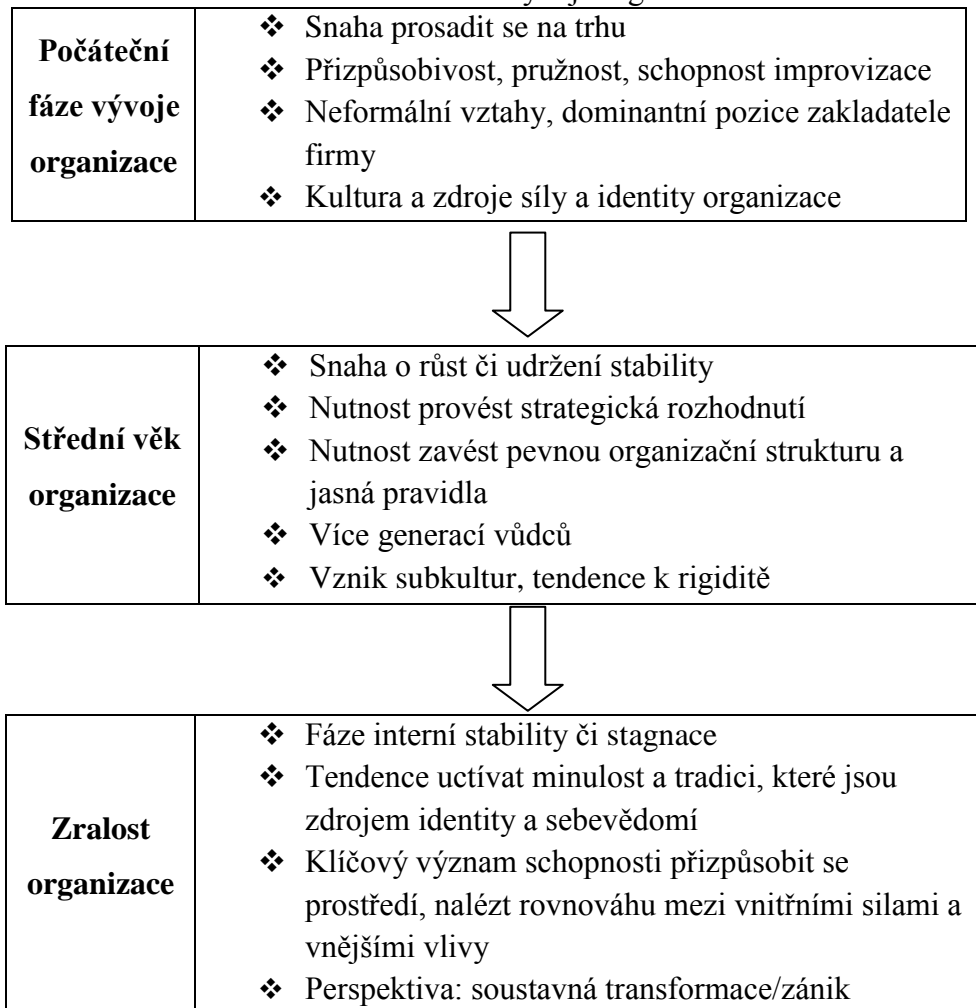 Počáteční
fáze vývoje
organizace
❖ Snaha prosadit se na trhu
❖ Přizpůsobivost, pružnost, schopnost improvizace
❖ Neformální vztahy, dominantní pozice zakladatele
firmy
❖ Kultura a zdroje síly a identity organizace
Střední věk
organizace
❖ Snaha o růst či udržení stability
❖ Nutnost provést strategická rozhodnutí
❖ Nutnost zavést pevnou organizační strukturu a
jasná pravidla
❖ Více generací vůdců
❖ Vznik subkultur, tendence k rigiditě
Zralost
organizace
❖ Fáze interní stability či stagnace
❖ Tendence uctívat minulost a tradici, které jsou
zdrojem identity a sebevědomí
❖ Klíčový význam schopnosti přizpůsobit se
prostředí, nalézt rovnováhu mezi vnitřními silami a
vnějšími vlivy
❖ Perspektiva: soustavná transformace/zánik